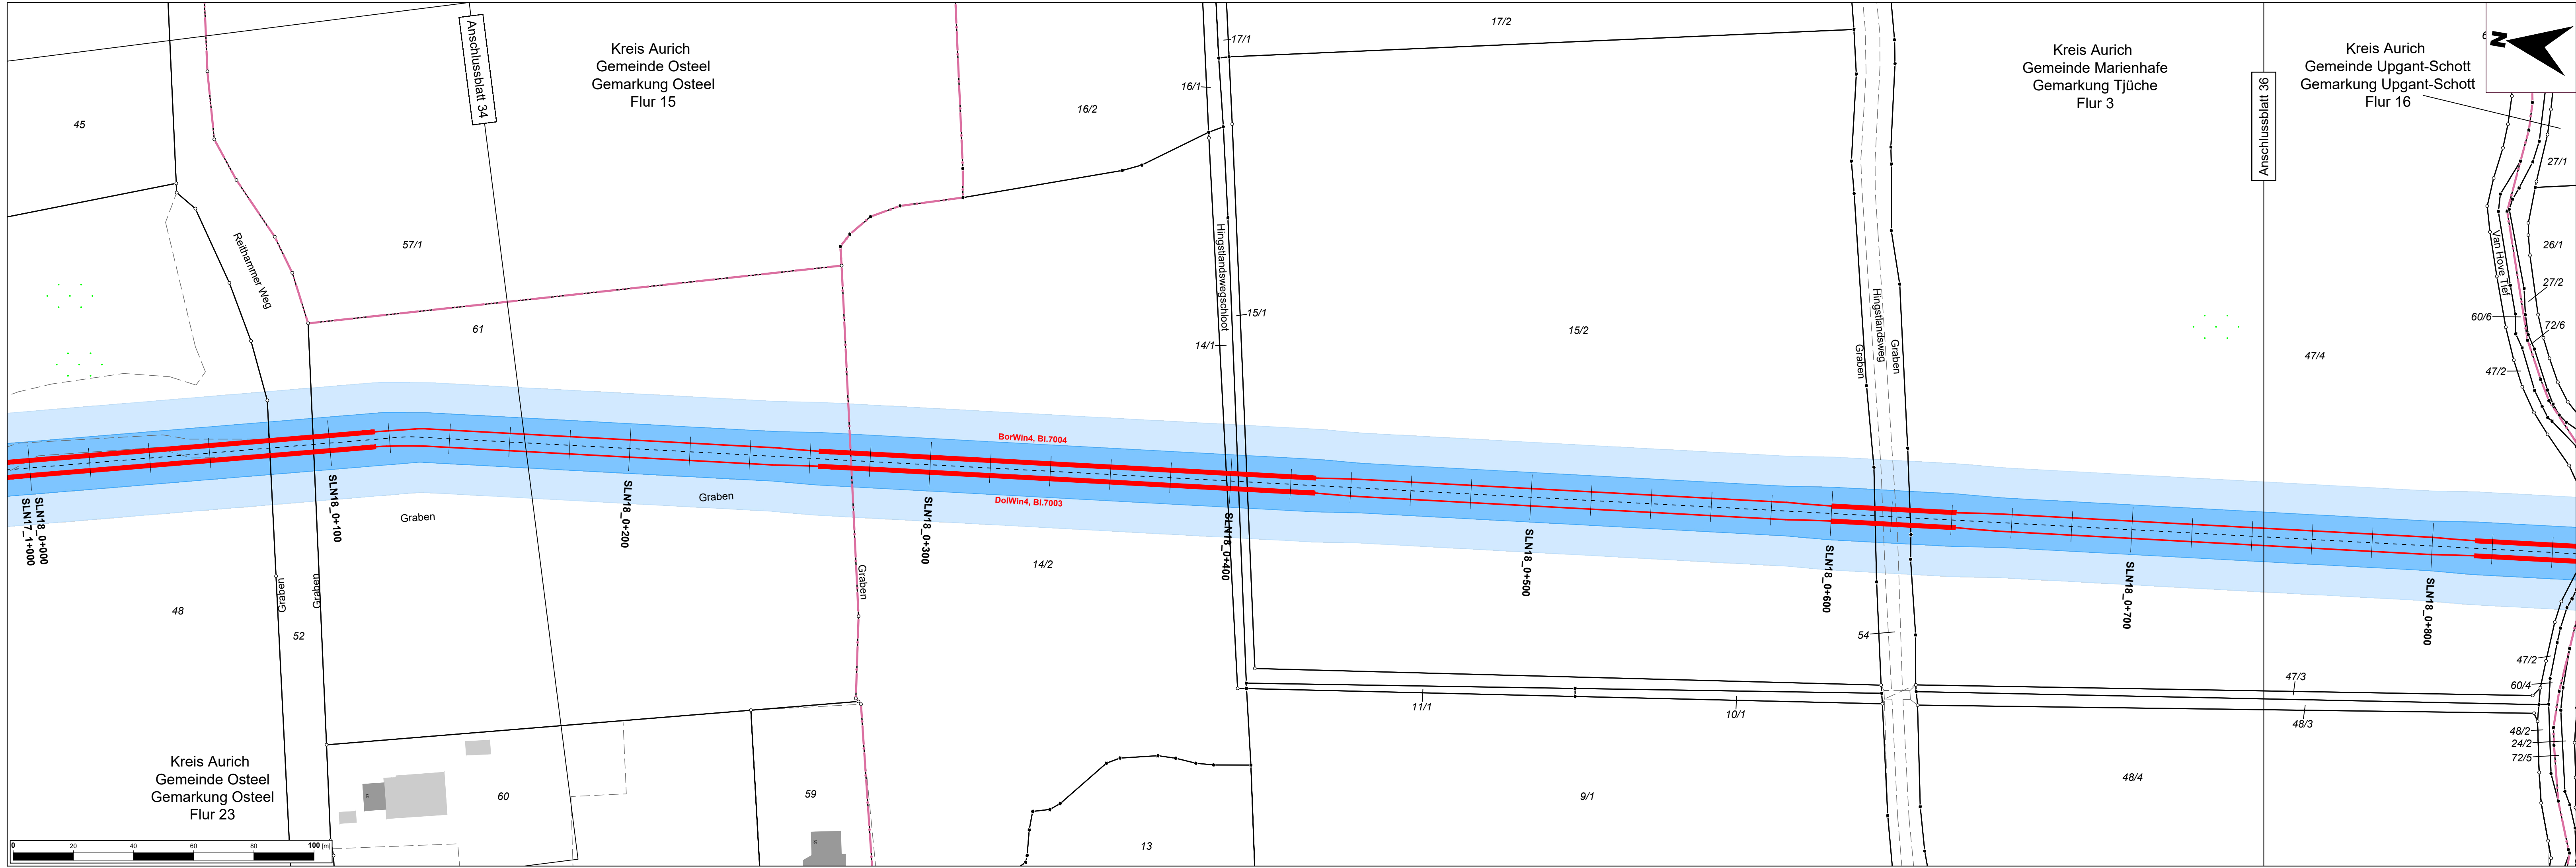 Kreis Aurich
Gemeinde Osteel
Gemarkung Osteel
Flur 15
Kreis Aurich
Gemeinde Marienhafe
Gemarkung Tjüche
Flur 3
Kreis Aurich
Gemeinde Upgant-Schott
Gemarkung Upgant-Schott
Flur 16
N
Anschlussblatt 34
Anschlussblatt 36
17/2
17/1
16/1
16/2
45
57/1
Reithammer Weg
61
Hingstlandswegschloot
15/1
14/1
15/2
Graben
Hingstlandsweg
Graben
47/4
Van Hove Tief
27/1
26/1
27/2
60/6
72/6
47/2
BorWin4, Bl.7004
DolWin4, Bl.7003
SLN17_1+000
SLN18_0+000
SLN18_0+100
SLN18_0+200
SLN18_0+300
SLN18_0+400
SLN18_0+500
SLN18_0+600
SLN18_0+700
SLN18_0+800
Graben
Graben
Graben
Graben
Graben
48
52
14/2
54
47/2
60/4
47/3
11/1
10/1
48/3
48/2
24/2
72/5
48/4
9/1
13
59
60
Kreis Aurich
Gemeinde Osteel
Gemarkung Osteel
Flur 23
0 20 40 60 80 100 [m]